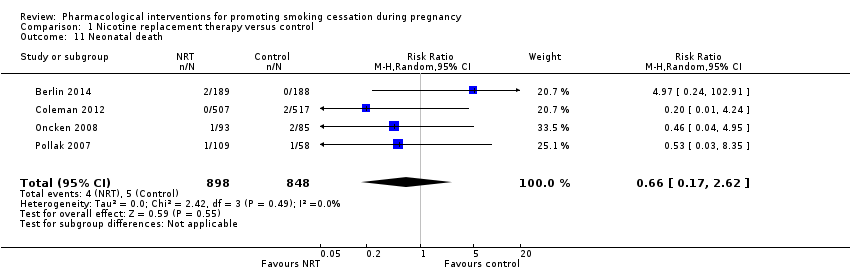 Review: Pharmacological interventions for promoting smoking cessation during pregnancy
Comparison: 1 Nicotine replacement therapy versus control
Outcome: 11 Neonatal death
Study or subgroup NRT Control Risk Ratio Weight Risk Ratio
n/N n/N M-H,Random,95% CI M-H,Random,95% CI
Berlin 2014 2/189 0/188 20.7 % 4.97 [ 0.24, 102.91 ]
Coleman 2012 0/507 2/517 20.7 % 0.20 [ 0.01, 4.24 ]
Oncken 2008 1/93 2/85 33.5 % 0.46 [ 0.04, 4.95 ]
Pollak 2007 1/109 1/58 25.1 % 0.53 [ 0.03, 8.35 ]
Total (95% CI) 898 848 100.0 % 0.66 [ 0.17, 2.62 ]
Total events: 4 (NRT), 5 (Control)
Heterogeneity: Tau² = 0.0; Chi² = 2.42, df = 3 (P = 0.49); I² =0.0%
Test for overall effect: Z = 0.59 (P = 0.55)
Test for subgroup differences: Not applicable
0.05 0.2 1 5 20
Favours NRT Favours control